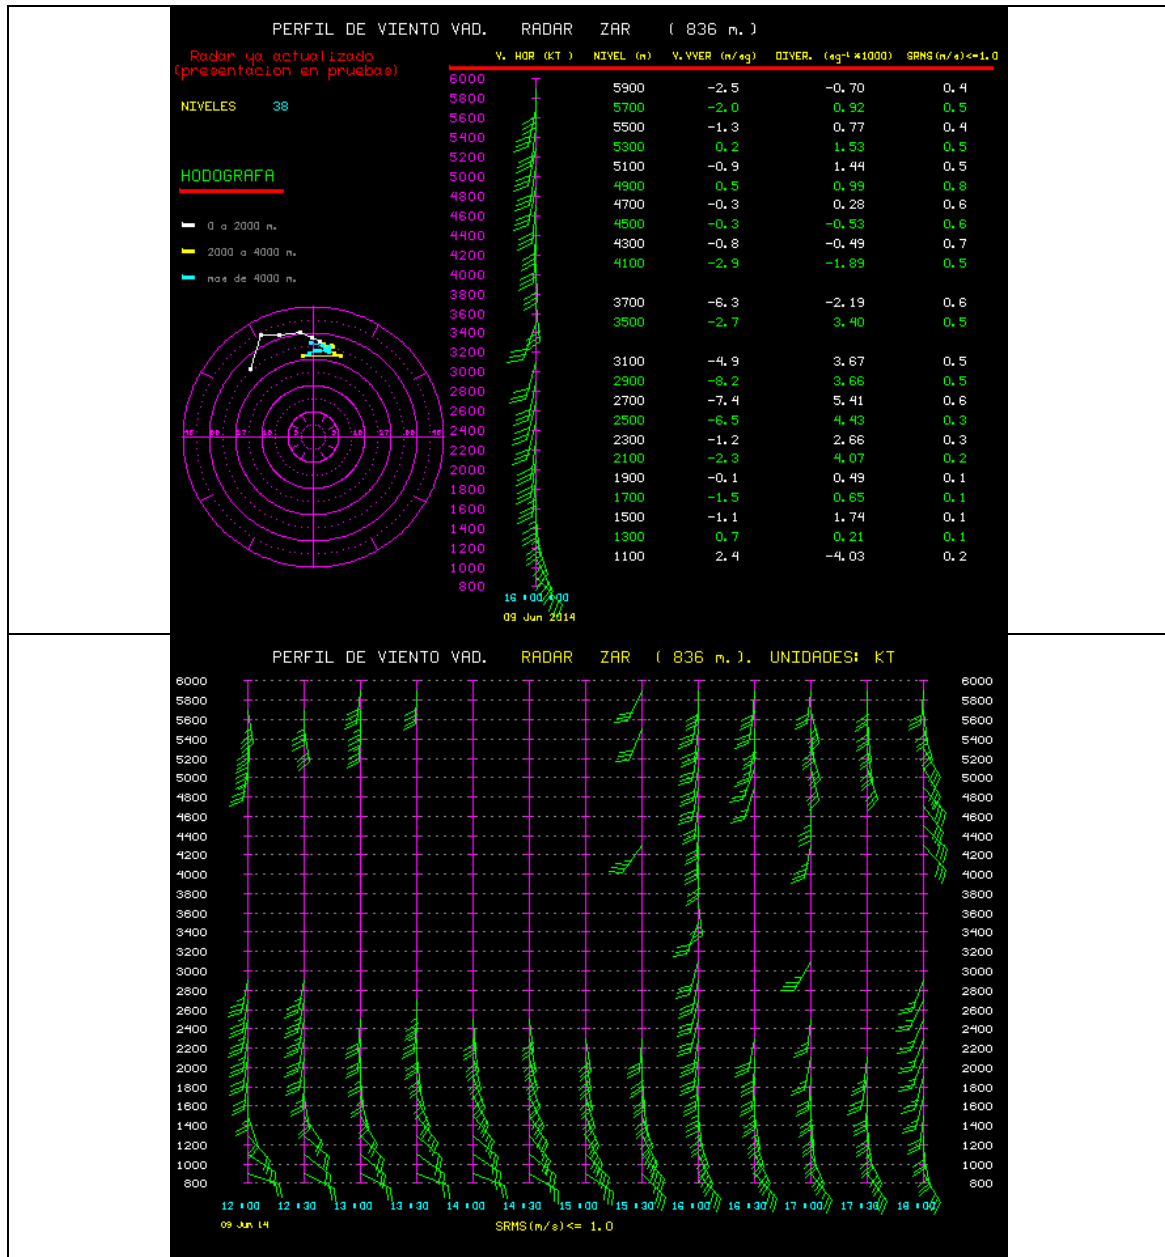 PERFIL DE VIENTO VAD. RADAR ZAR ( 836 m.)
Radar ya actualizado
(presentacion en pruebas)
NIVELES 38
HODOGRAFA
0 a 2000 m.
2000 a 4000 m.
mas de 4000 m.
V. HOR (KT ) NIVEL (m) V.VVER (m/sg) DIVER. (sg-1 *1000) SRMS(m/s)<=1.0
6000
5800
5600
5400
5200
5000
4800
4600
4400
4200
4000
3800
3600
3400
3200
3000
2800
2600
2400
2200
2000
1800
1600
1400
1200
1000
800
5900 -2.5 -0.70 0.4
5700 -2.0 0.92 0.5
5500 -1.3 0.77 0.4
5300 0.2 1.53 0.5
5100 -0.9 1.44 0.5
4900 0.5 0.99 0.8
4700 -0.3 0.28 0.6
4500 -0.3 -0.53 0.6
4300 -0.8 -0.49 0.7
4100 -2.9 -1.89 0.5
3700 -6.3 -2.19 0.6
3500 -2.7 3.40 0.5
3100 -4.9 3.67 0.5
2900 -8.2 3.66 0.5
2700 -7.4 5.41 0.6
2500 -6.5 4.43 0.3
2300 -1.2 2.66 0.3
2100 -2.3 4.07 0.2
1900 -0.1 0.49 0.1
1700 -1.5 0.65 0.1
1500 -1.1 1.74 0.1
1300 0.7 0.21 0.1
1100 2.4 -4.03 0.2
16:00:00
09 Jun 2014
PERFIL DE VIENTO VAD. RADAR ZAR ( 836 m.). UNIDADES: KT
6000 6000
5800 5800
5600 5600
5400 5400
5200 5200
5000 5000
4800 4800
4600 4600
4400 4400
4200 4200
4000 4000
3800 3800
3600 3600
3400 3400
3200 3200
3000 3000
2800 2800
2600 2600
2400 2400
2200 2200
2000 2000
1800 1800
1600 1600
1400 1400
1200 1200
1000 1000
800 800
12:00 12:30 13:00 13:30 14:00 14:30 15:00 15:30 16:00 16:30 17:00 17:30 18:00
09 Jun 14 SRMS(m/s)<= 1.0